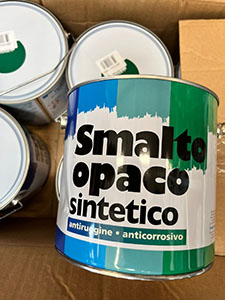 Smalto
opaco
sintetico
antiruggine • anticorrosivo